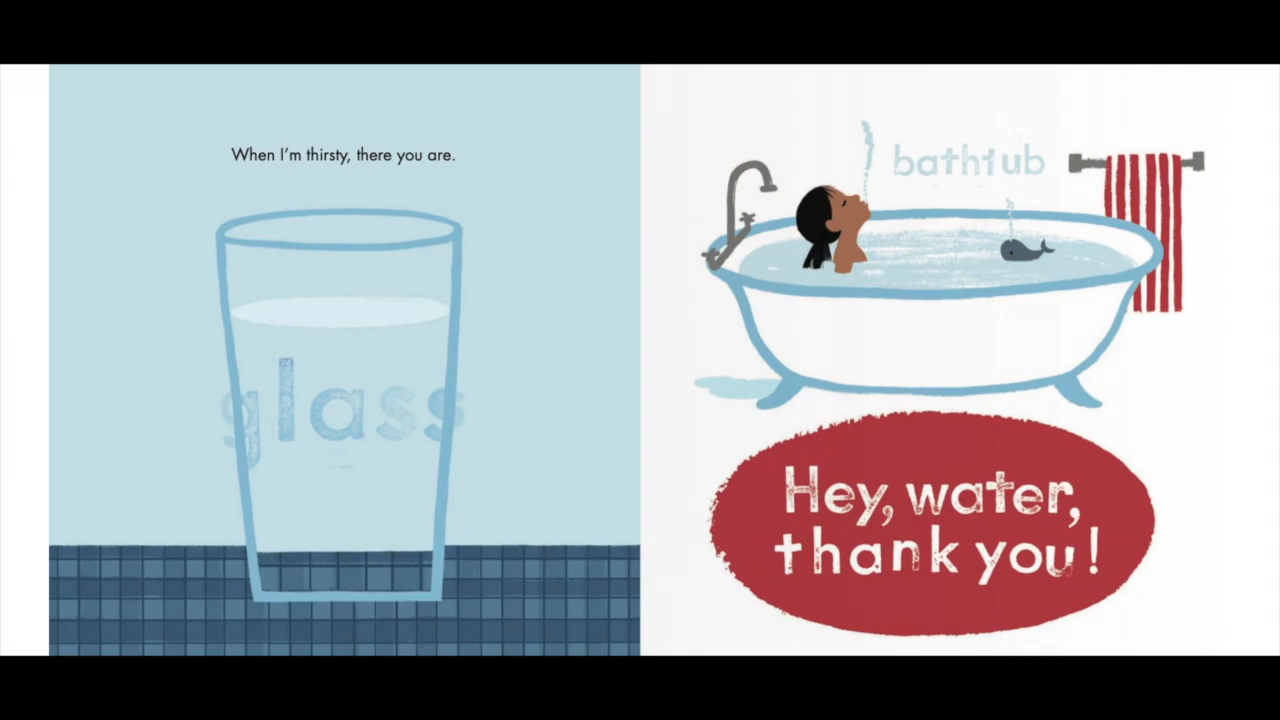 When I'm thirsty, there you are.
glass
bathtub
Hey, water,
thank you!